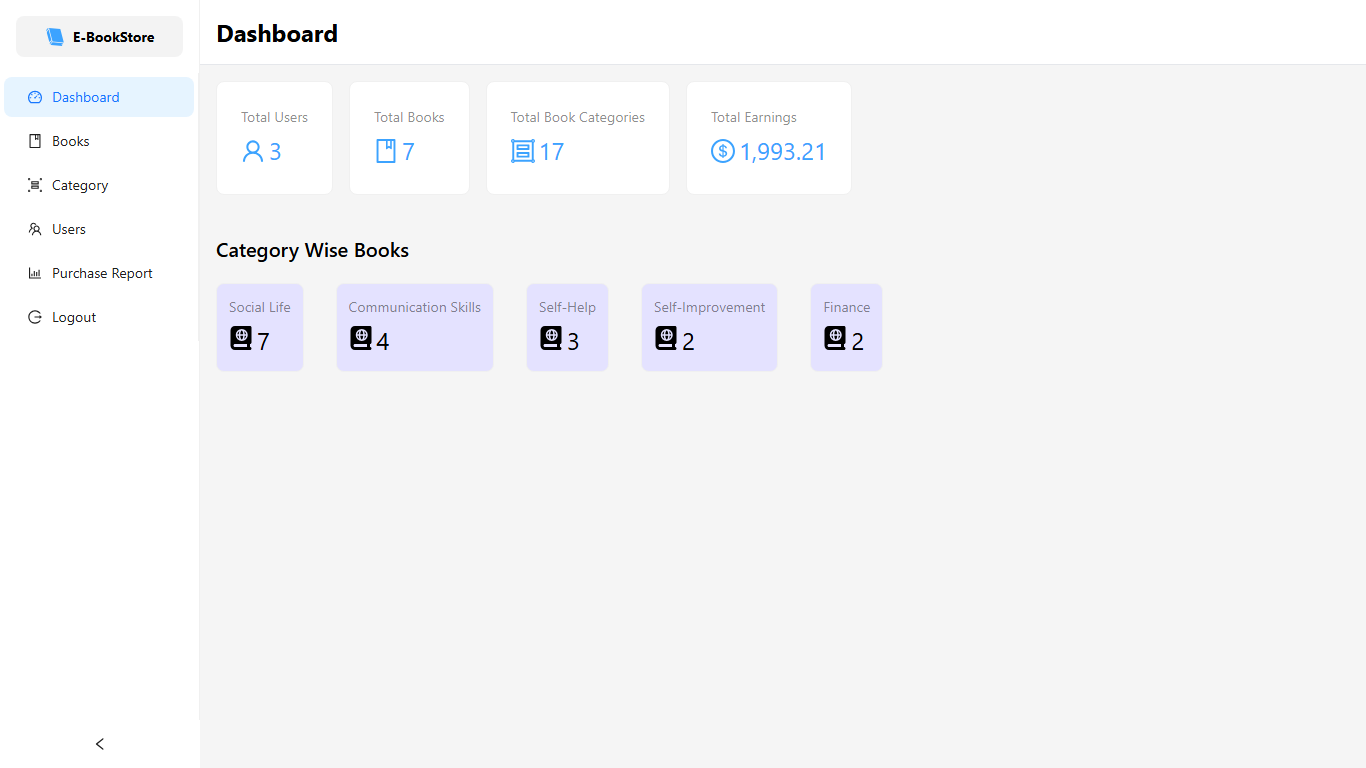 E-BookStore
Dashboard
Books
Category
Users
Purchase Report
Logout
Dashboard
Total Users
3
Total Books
7
Total Book Categories
17
Total Earnings
1,993.21
Category Wise Books
Social Life
7
Communication Skills
4
Self-Help
3
Self-Improvement
2
Finance
2